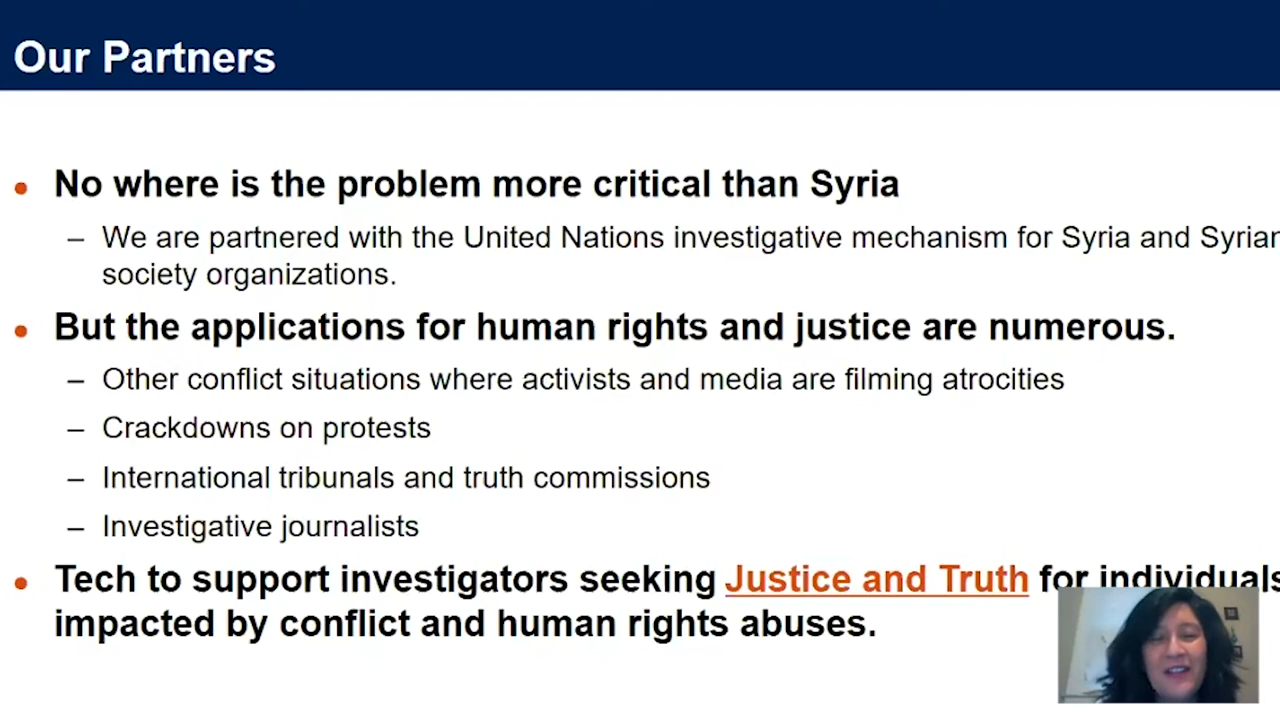 Our Partners
• No where is the problem more critical than Syria
– We are partnered with the United Nations investigative mechanism for Syria and Syrian
society organizations.
• But the applications for human rights and justice are numerous.
– Other conflict situations where activists and media are filming atrocities
– Crackdowns on protests
– International tribunals and truth commissions
– Investigative journalists
• Tech to support investigators seeking Justice and Truth for individuals
impacted by conflict and human rights abuses.